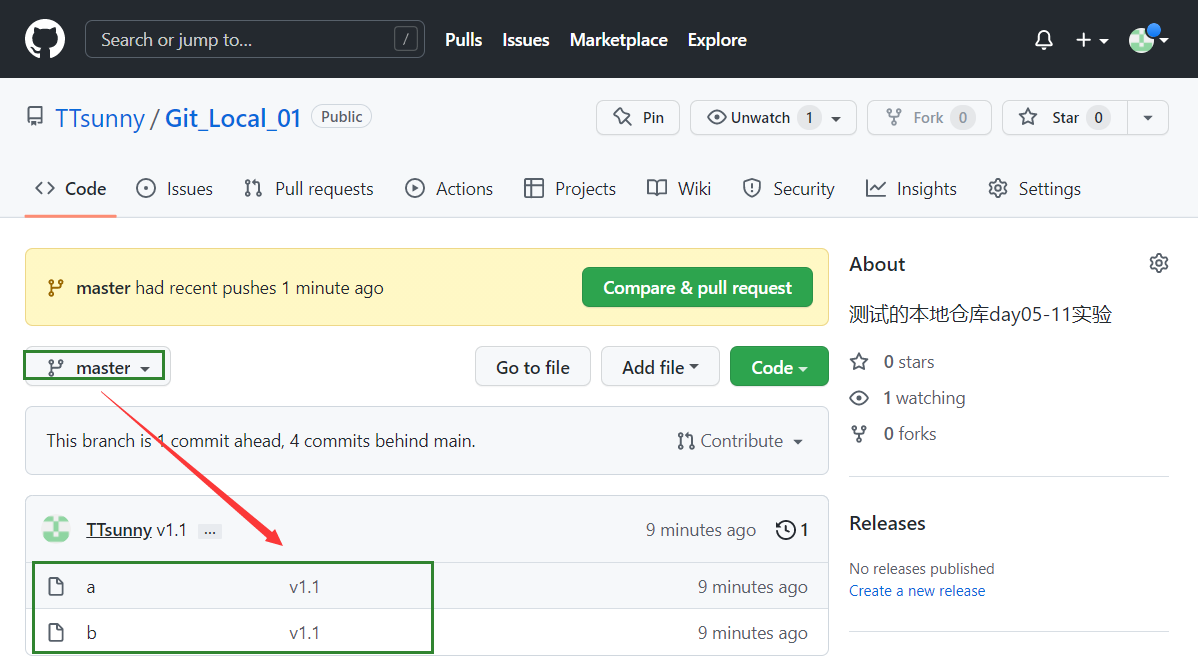 Search or jump to... / Pulls Issues Marketplace Explore
TTsunny / Git_Local_01 Public Pin Unwatch 1 Fork 0 Star 0
Code Issues Pull requests Actions Projects Wiki Security Insights Settings
master had recent pushes 1 minute ago Compare & pull request
master Go to file Add file Code
This branch is 1 commit ahead, 4 commits behind main. Contribute
TTsunny v1.1 ... 9 minutes ago 1
a v1.1 9 minutes ago
b v1.1 9 minutes ago
About
测试的本地仓库day05-11实验
0 stars
1 watching
0 forks
Releases
No releases published
Create a new release